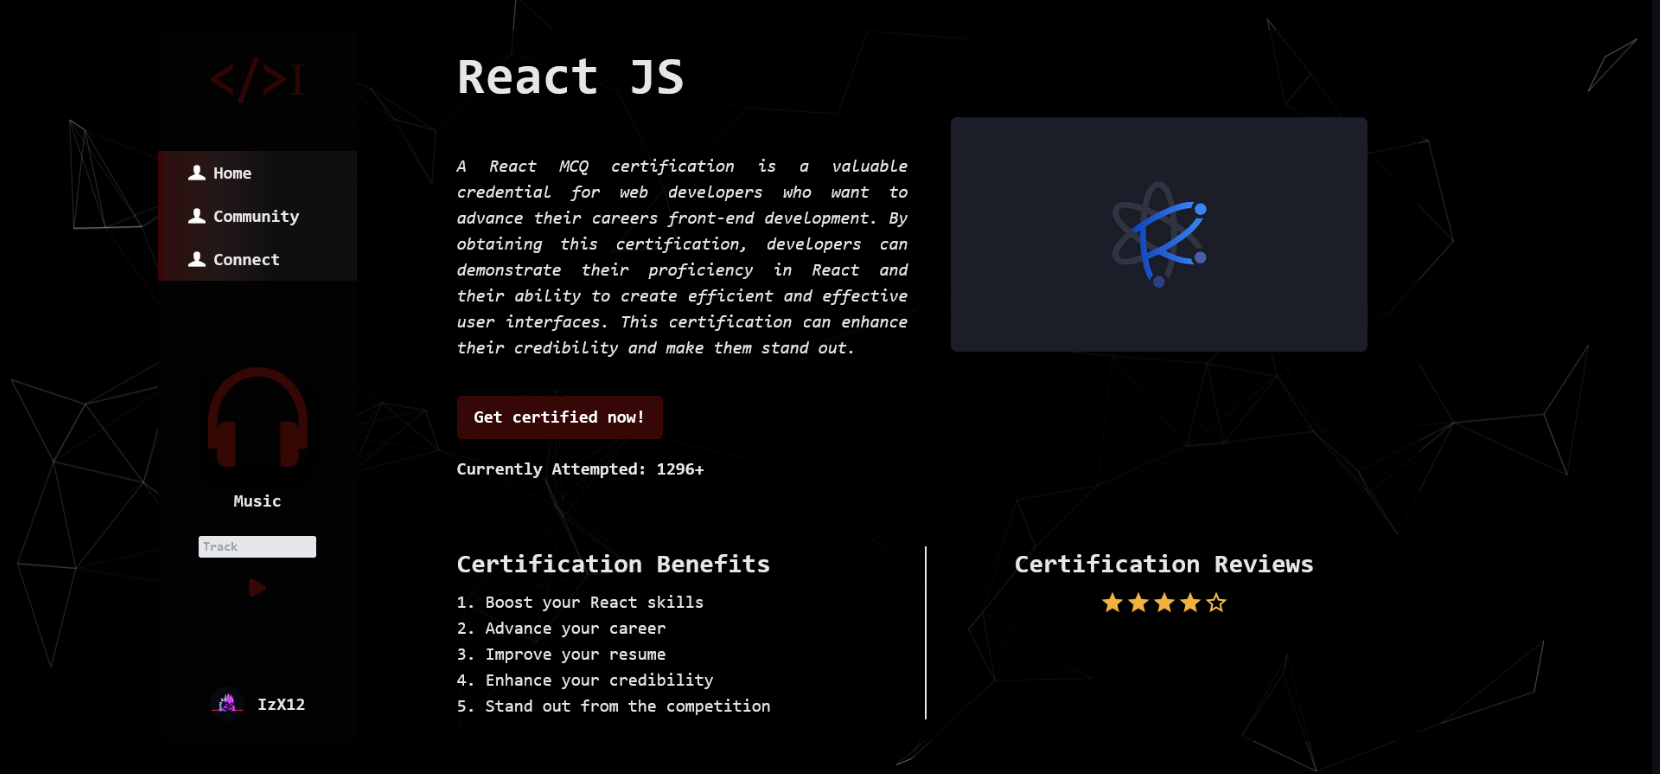 </>I
Home
Community
Connect
Music
Track
IzX12
React JS
A React MCQ certification is a valuable
credential for web developers who want to
advance their careers front-end development. By
obtaining this certification, developers can
demonstrate their proficiency in React and
their ability to create efficient and effective
user interfaces. This certification can enhance
their credibility and make them stand out.
Get certified now!
Currently Attempted: 1296+
Certification Benefits
1. Boost your React skills
2. Advance your career
3. Improve your resume
4. Enhance your credibility
5. Stand out from the competition
Certification Reviews